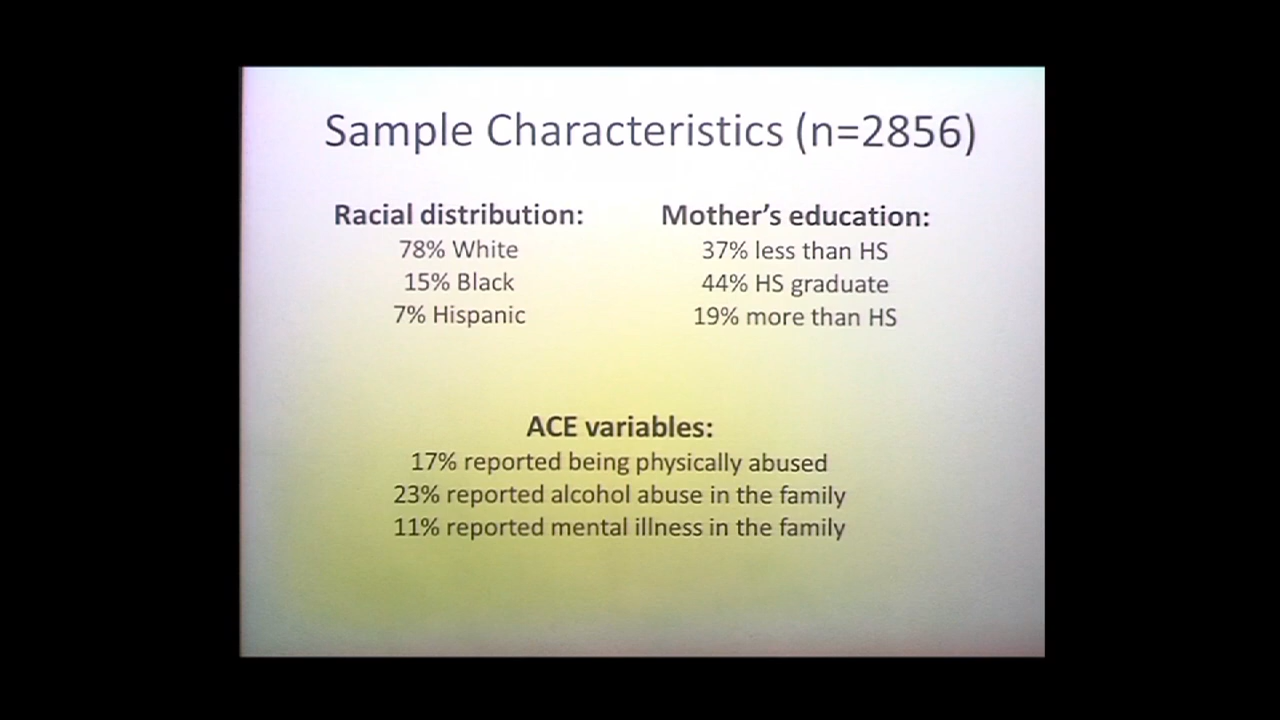 Sample Characteristics (n=2856)
Racial distribution:
78% White
15% Black
7% Hispanic
Mother’s education:
37% less than HS
44% HS graduate
19% more than HS
ACE variables:
17% reported being physically abused
23% reported alcohol abuse in the family
11% reported mental illness in the family